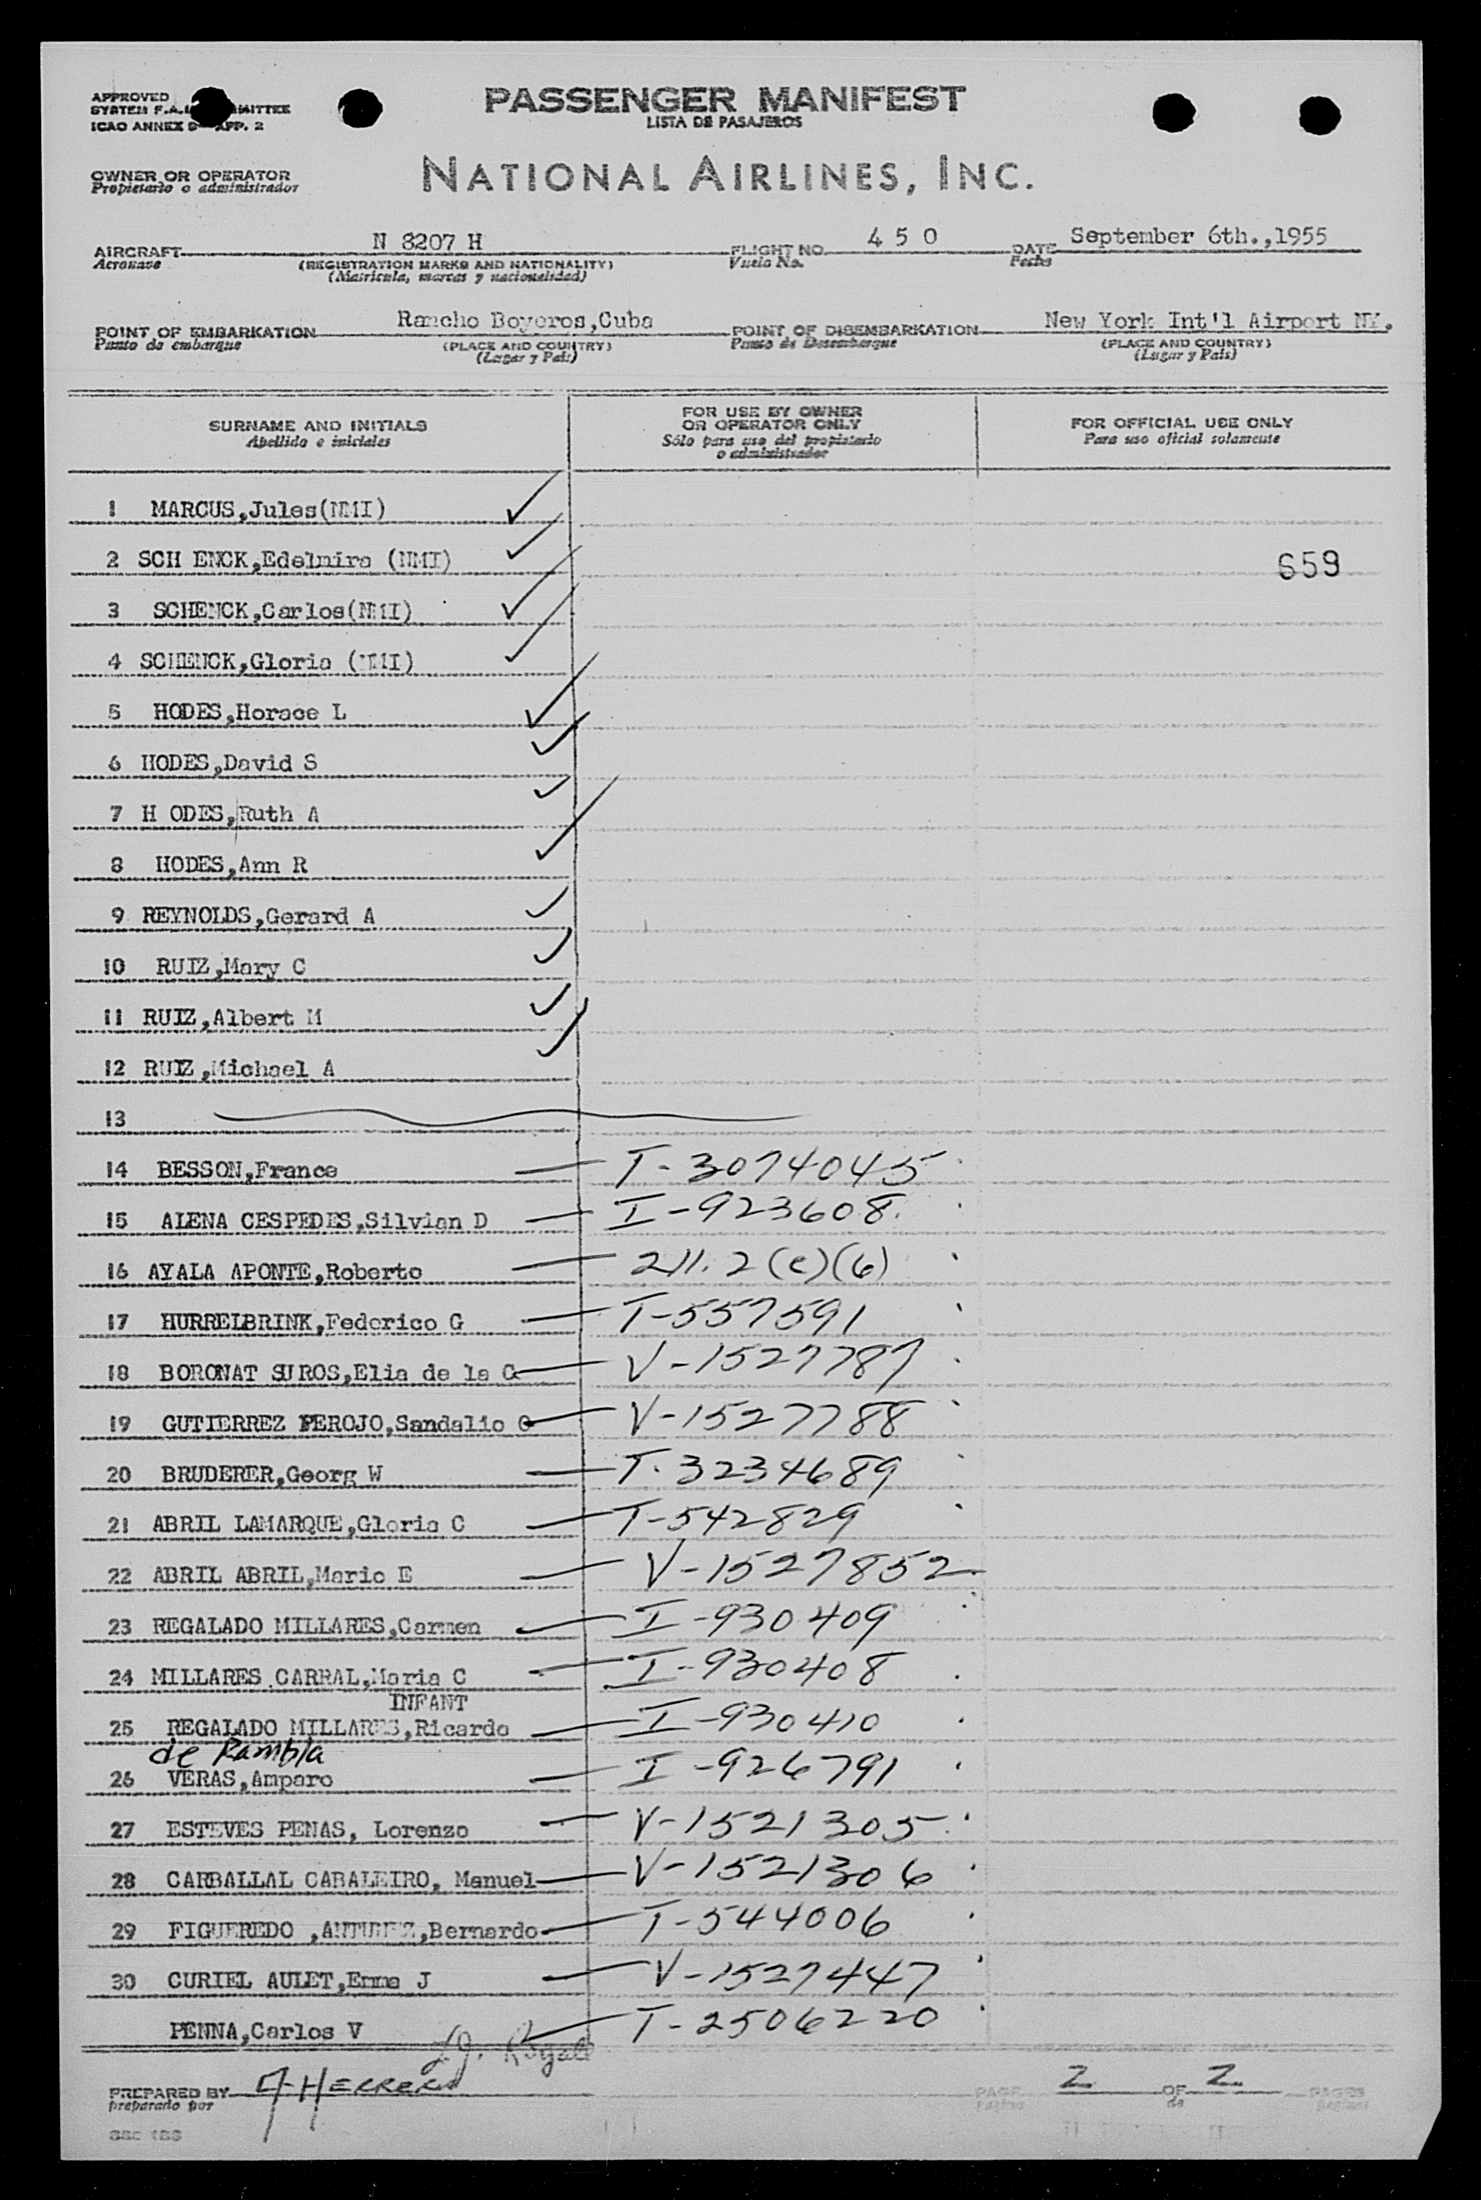 APPROVED
SYSTEM F.A.L. COMMITTEE
ICAO ANNEX 9 APP. 2
PASSENGER MANIFEST
LISTA DE PASAJEROS
OWNER OR OPERATOR
Propietario o administrador
NATIONAL AIRLINES, INC.
AIRCRAFT N 8207 H FLIGHT NO. 4 5 0 DATE September 6th.,1955
Aeronave (REGISTRATION MARKS AND NATIONALITY) Vuelo No. Fecha
(Matricula, marcas y nacionalidad)
POINT OF EMBARKATION Rancho Boyeros,Cuba POINT OF DISEMBARKATION New York Int'l Airport NY.
Punto de embarque (PLACE AND COUNTRY) Punto de Desembarque (PLACE AND COUNTRY)
(Lugar y Pais) (Lugar y Pais)
SURNAME AND INITIALS
Apellido e iniciales
FOR USE BY OWNER
OR OPERATOR ONLY
Sólo para uso del propietario
o administrador
FOR OFFICIAL USE ONLY
Para uso oficial solamente
1 MARCUS,Jules(NMI)
2 SCH ENCK,Edelmira (NMI) 659
3 SCHENCK,Carlos(NMI)
4 SCHENCK,Gloria (NMI)
5 HODES,Horace L
6 HODES,David S
7 H ODES,Ruth A
8 HODES,Ann R
9 REYNOLDS,Gerard A
10 RUIZ,Mary C
11 RUIZ,Albert M
12 RUIZ,Michael A
13
14 BESSON,France T-3074045
15 ALENA CESPEDES,Silvian D I-923608
16 AYALA APONTE,Roberto 211.2(e)(6)
17 HURRELBRINK,Federico G T-557591
18 BORONAT SUROS,Elia de la C V-1527787
19 GUTIERREZ PEROJO,Sandalio G V-1527788
20 BRUDERER,Georg W T-3234689
21 ABRIL LAMARQUE,Gloria C T-542829
22 ABRIL ABRIL,Mario E V-1527852
23 REGALADO MILLARES,Carmen I-930409
24 MILLARES CARRAL,Maria C I-930408
INFANT
25 REGALADO MILLARES,Ricardo I-930410
de Rambla
26 VERAS,Amparo I-926791
27 ESTEVES PENAS, Lorenzo V-1521305
28 CARBALLAL CABALEIRO, Manuel V-1521306
29 FIGUEREDO ,ANTUNEZ,Bernardo T-544006
30 CURIEL AULET,Emma J V-1527447
PENNA,Carlos V T-2506220
PREPARED BY A Herrera PAGE 2 OF 2 PAGES
preparado por Pagina de